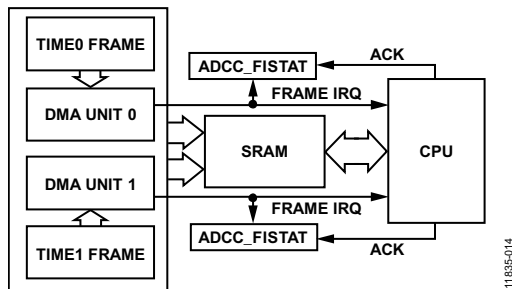 TIME0 FRAME
DMA UNIT 0
DMA UNIT 1
TIME1 FRAME
ADCC_FISTAT
ACK
FRAME IRQ
SRAM
CPU
FRAME IRQ
ADCC_FISTAT
ACK
11835-014